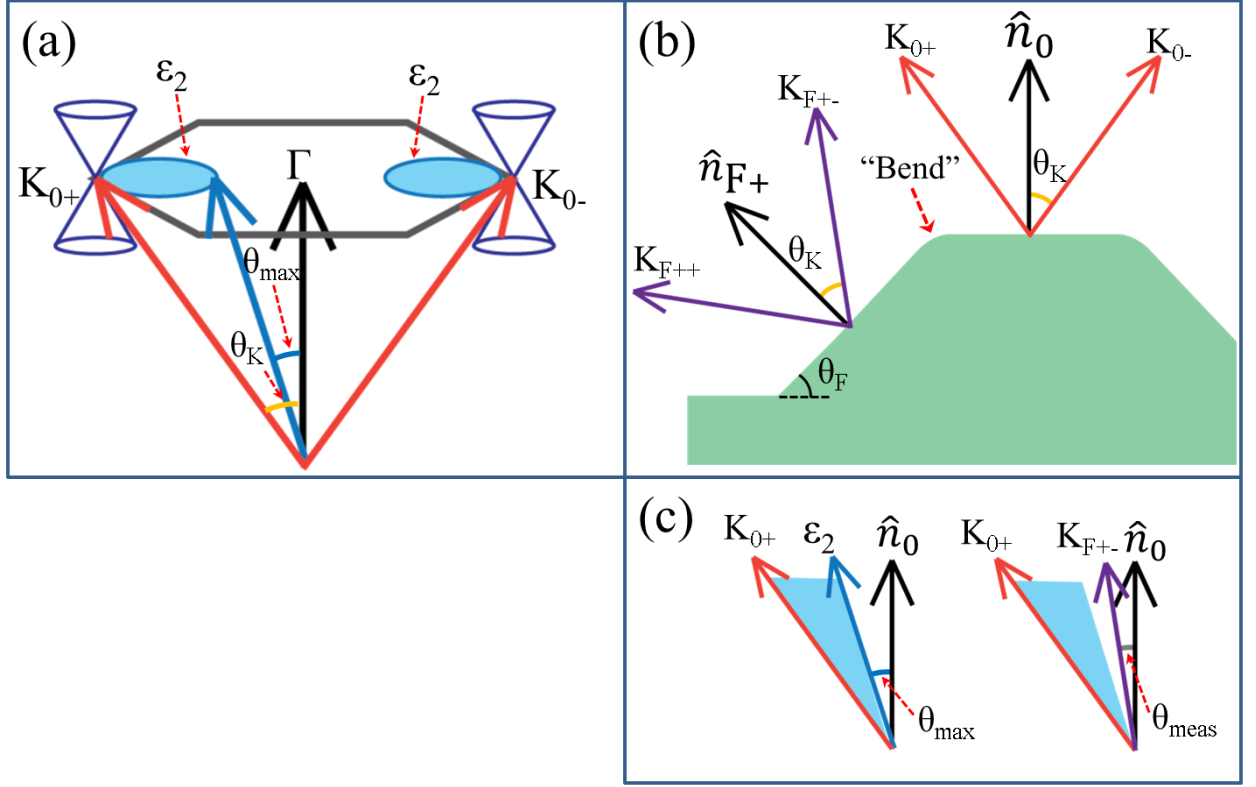 (a)
ε₂
ε₂
Γ
K₀₊
K₀₋
θmax
θK
(b)
K₀₊
n̂₀
K₀₋
KF₊₋
n̂F₊
"Bend"
θK
θK
KF₊₊
θF
(c)
K₀₊
ε₂
n̂₀
K₀₊
KF₊₋
n̂₀
θmax
θmeas